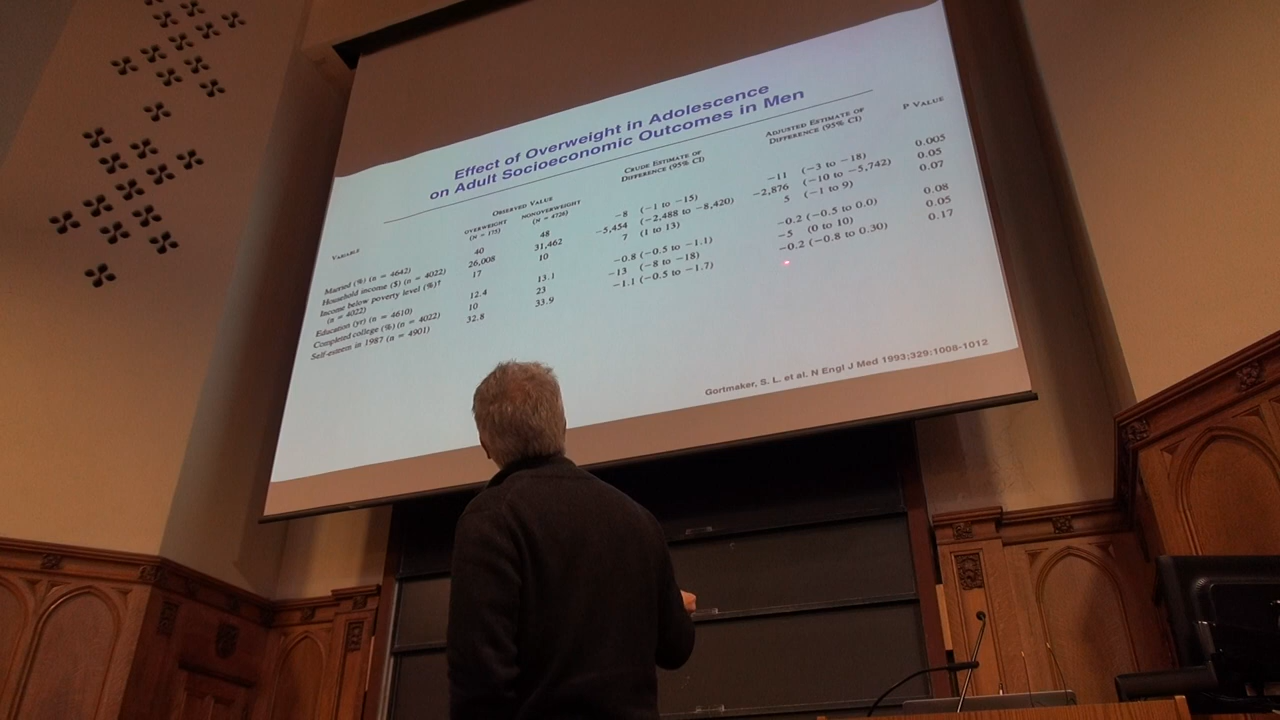 Effect of Overweight in Adolescence
on Adult Socioeconomic Outcomes in Men
VARIABLE OBSERVED VALUE CRUDE ESTIMATE OF DIFFERENCE (95% CI) ADJUSTED ESTIMATE OF DIFFERENCE (95% CI) P VALUE
OVERWEIGHT (N = 175) NONOVERWEIGHT (N = 4726)
Married (%) (n = 4642) 40 48 −8 (−1 to −15) −11 (−3 to −18) 0.005
Household income ($) (n = 4022) 26,008 31,462 −5,454 (−2,488 to −8,420) −2,876 (−10 to −5,742) 0.05
Income below poverty level (%)† (n = 4022) 17 10 7 (1 to 13) 5 (−1 to 9) 0.07
Education (yr) (n = 4610) 12.4 13.1 −0.8 (−0.5 to −1.1) −0.2 (−0.5 to 0.0) 0.08
Completed college (%) (n = 4022) 10 23 −13 (−8 to −18) −5 (0 to 10) 0.05
Self-esteem in 1987 (n = 4901) 32.8 33.9 −1.1 (−0.5 to −1.7) −0.2 (−0.8 to 0.30) 0.17
Gortmaker, S. L. et al. N Engl J Med 1993;329:1008-1012